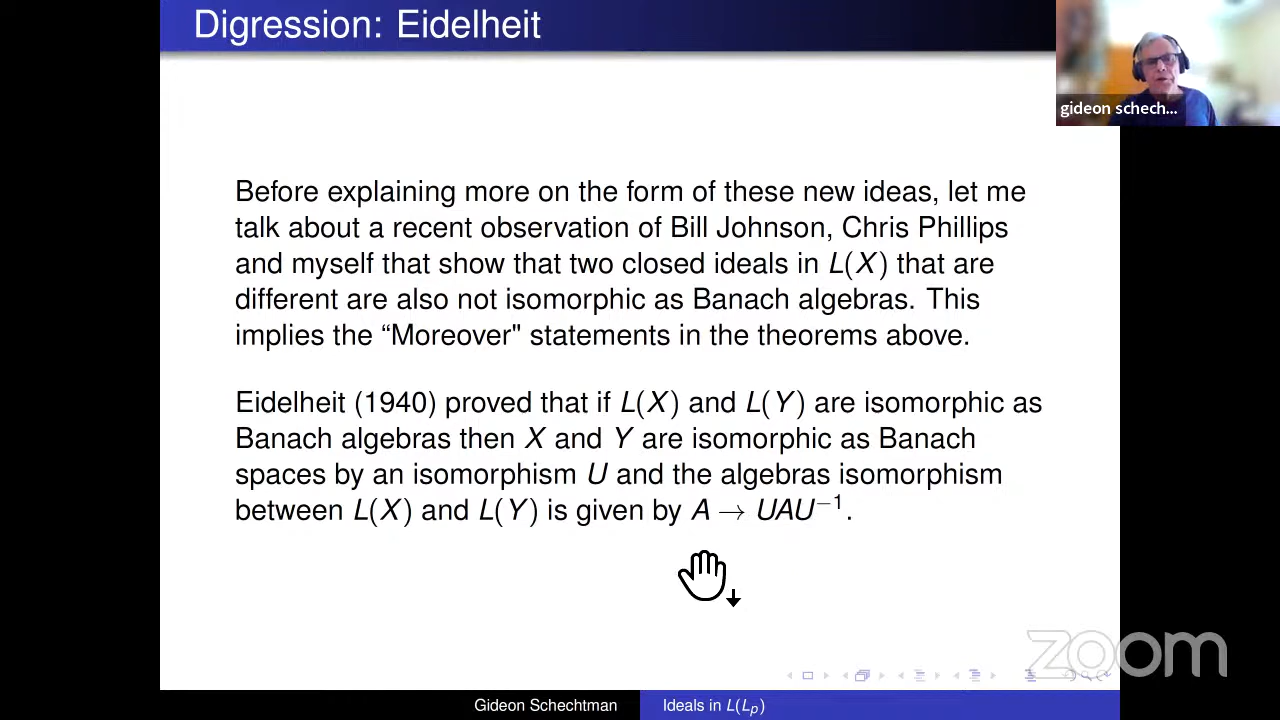 Digression: Eidelheit
gideon schech...
Before explaining more on the form of these new ideas, let me
talk about a recent observation of Bill Johnson, Chris Phillips
and myself that show that two closed ideals in L(X) that are
different are also not isomorphic as Banach algebras. This
implies the “Moreover" statements in the theorems above.
Eidelheit (1940) proved that if L(X) and L(Y) are isomorphic as
Banach algebras then X and Y are isomorphic as Banach
spaces by an isomorphism U and the algebras isomorphism
between L(X) and L(Y) is given by A → UAU⁻¹.
zoom
Gideon Schechtman
Ideals in L(Lₚ)